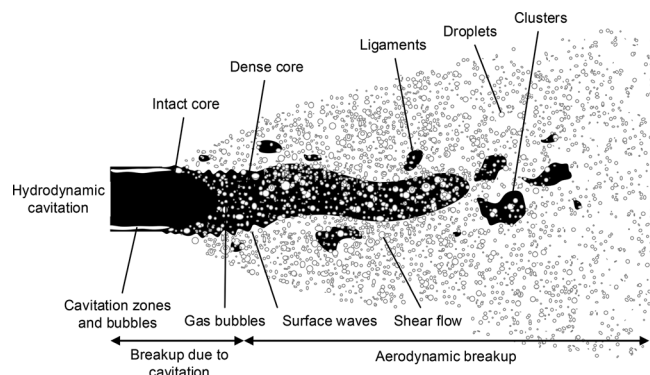 Clusters
Droplets
Ligaments
Dense core
Intact core
Hydrodynamic
cavitation
Cavitation zones
and bubbles
Gas bubbles
Surface waves
Shear flow
Breakup due to
cavitation
Aerodynamic breakup